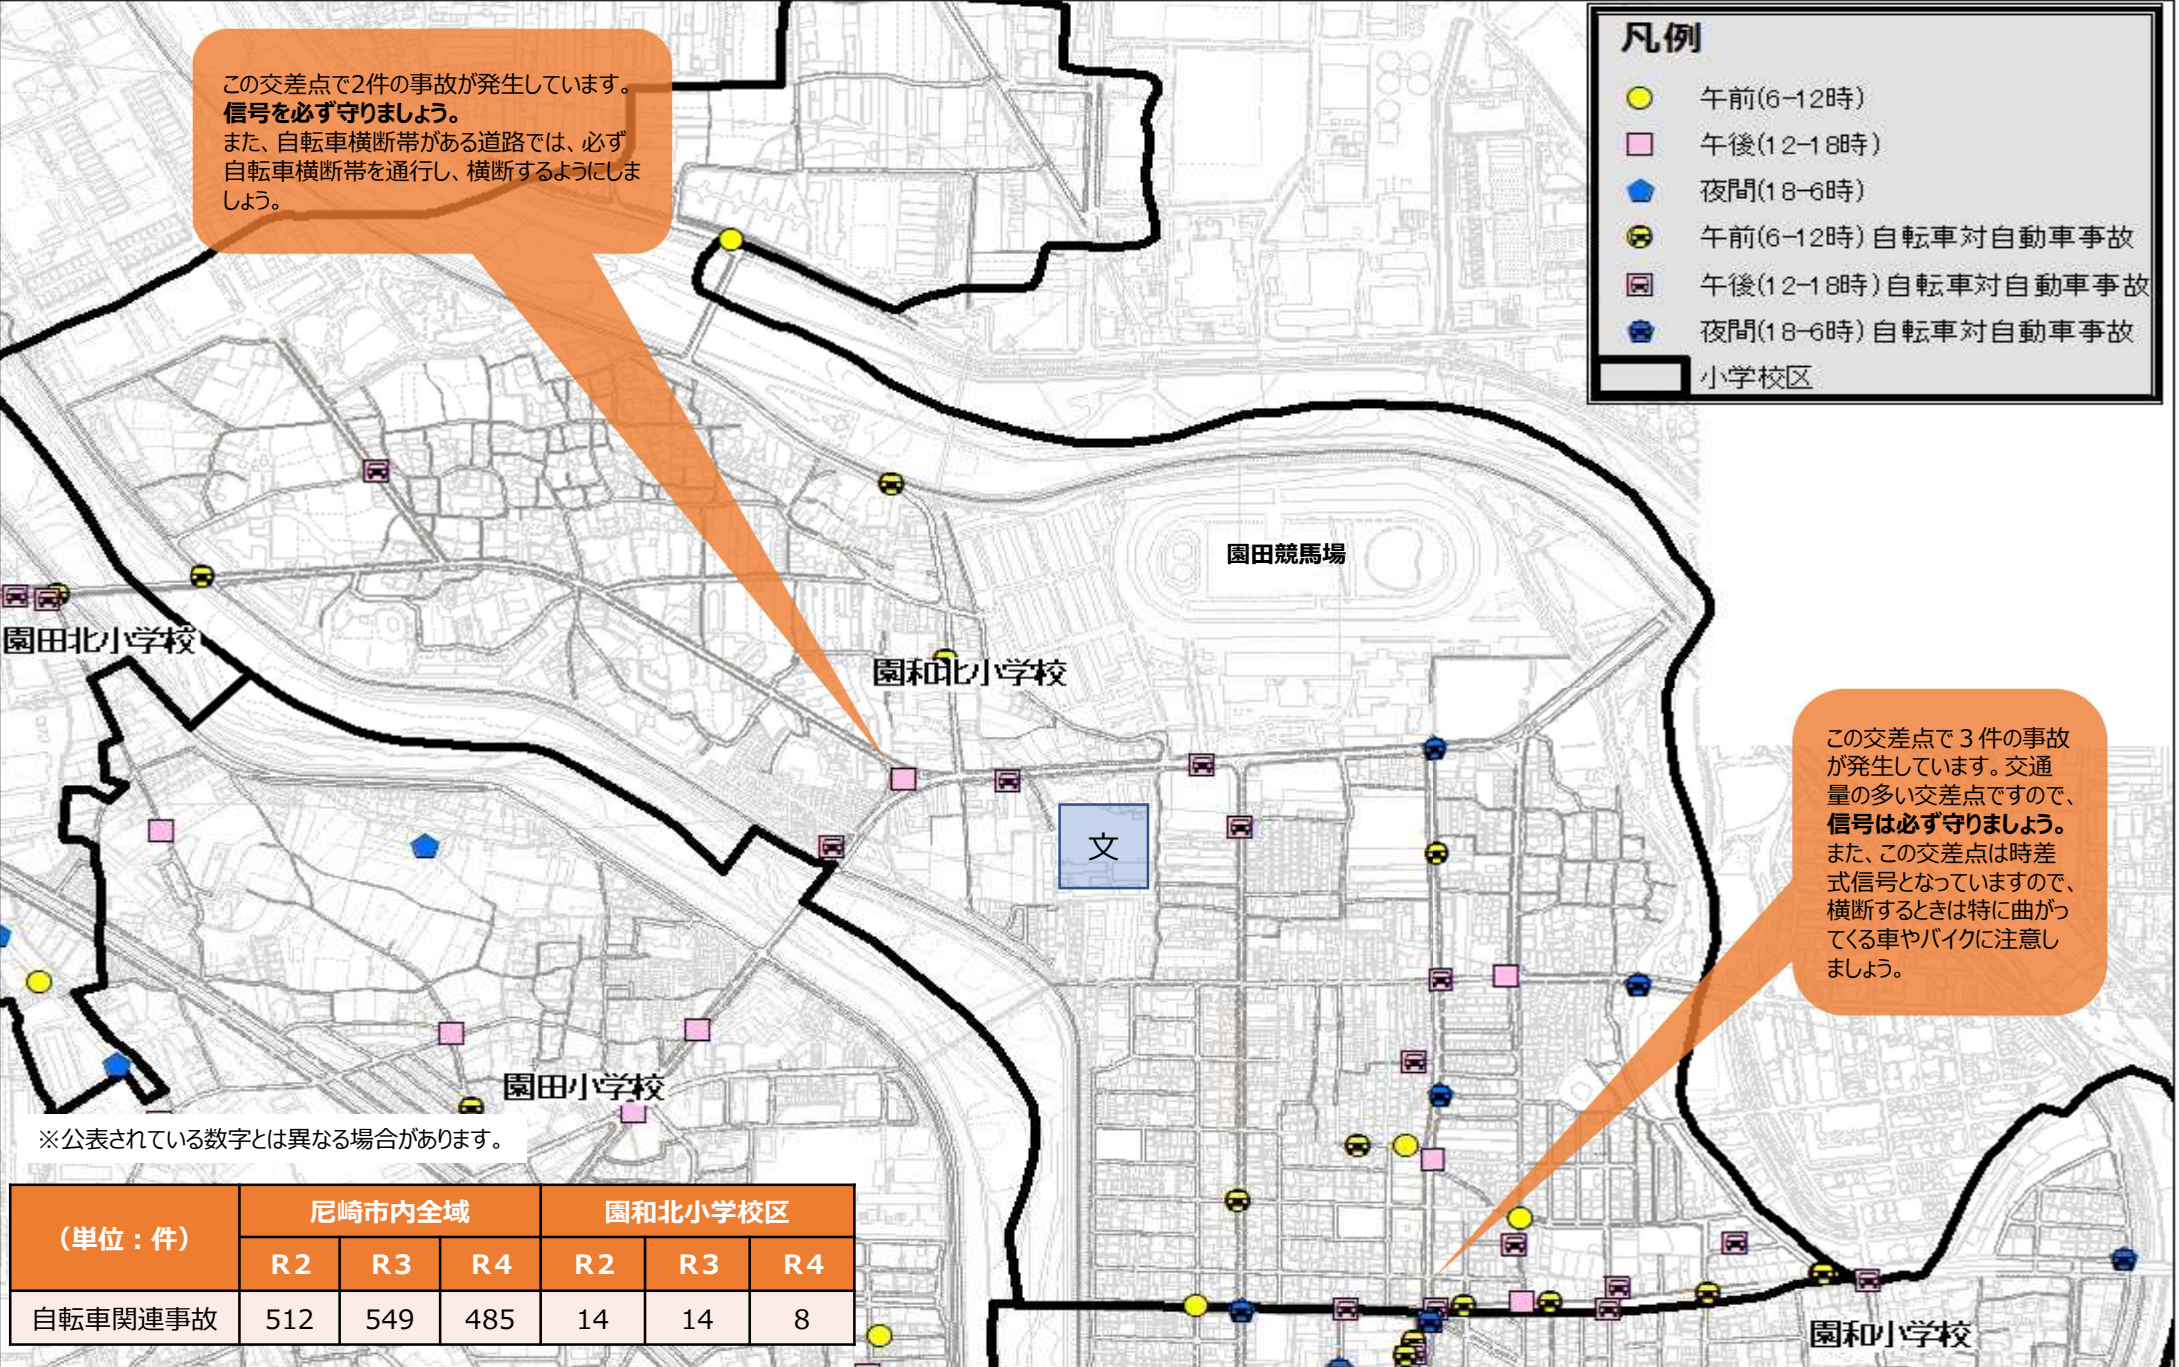 この交差点で2件の事故が発生しています。
信号を必ず守りましょう。
また、自転車横断帯がある道路では、必ず
自転車横断帯を通行し、横断するようにしま
しょう。
凡例
午前(6-12時)
午後(12-18時)
夜間(18-6時)
午前(6-12時)自転車対自動車事故
午後(12-18時)自転車対自動車事故
夜間(18-6時)自転車対自動車事故
小学校区
園田競馬場
園田北小学校
園和北小学校
文
この交差点で3件の事故
が発生しています。交通
量の多い交差点ですので、
信号は必ず守りましょう。
また、この交差点は時差
式信号となっていますので、
横断するときは特に曲がっ
てくる車やバイクに注意し
ましょう。
園田小学校
※公表されている数字とは異なる場合があります。
(単位:件) 尼崎市内全域 園和北小学校区
R2 R3 R4 R2 R3 R4
自転車関連事故 512 549 485 14 14 8
園和小学校